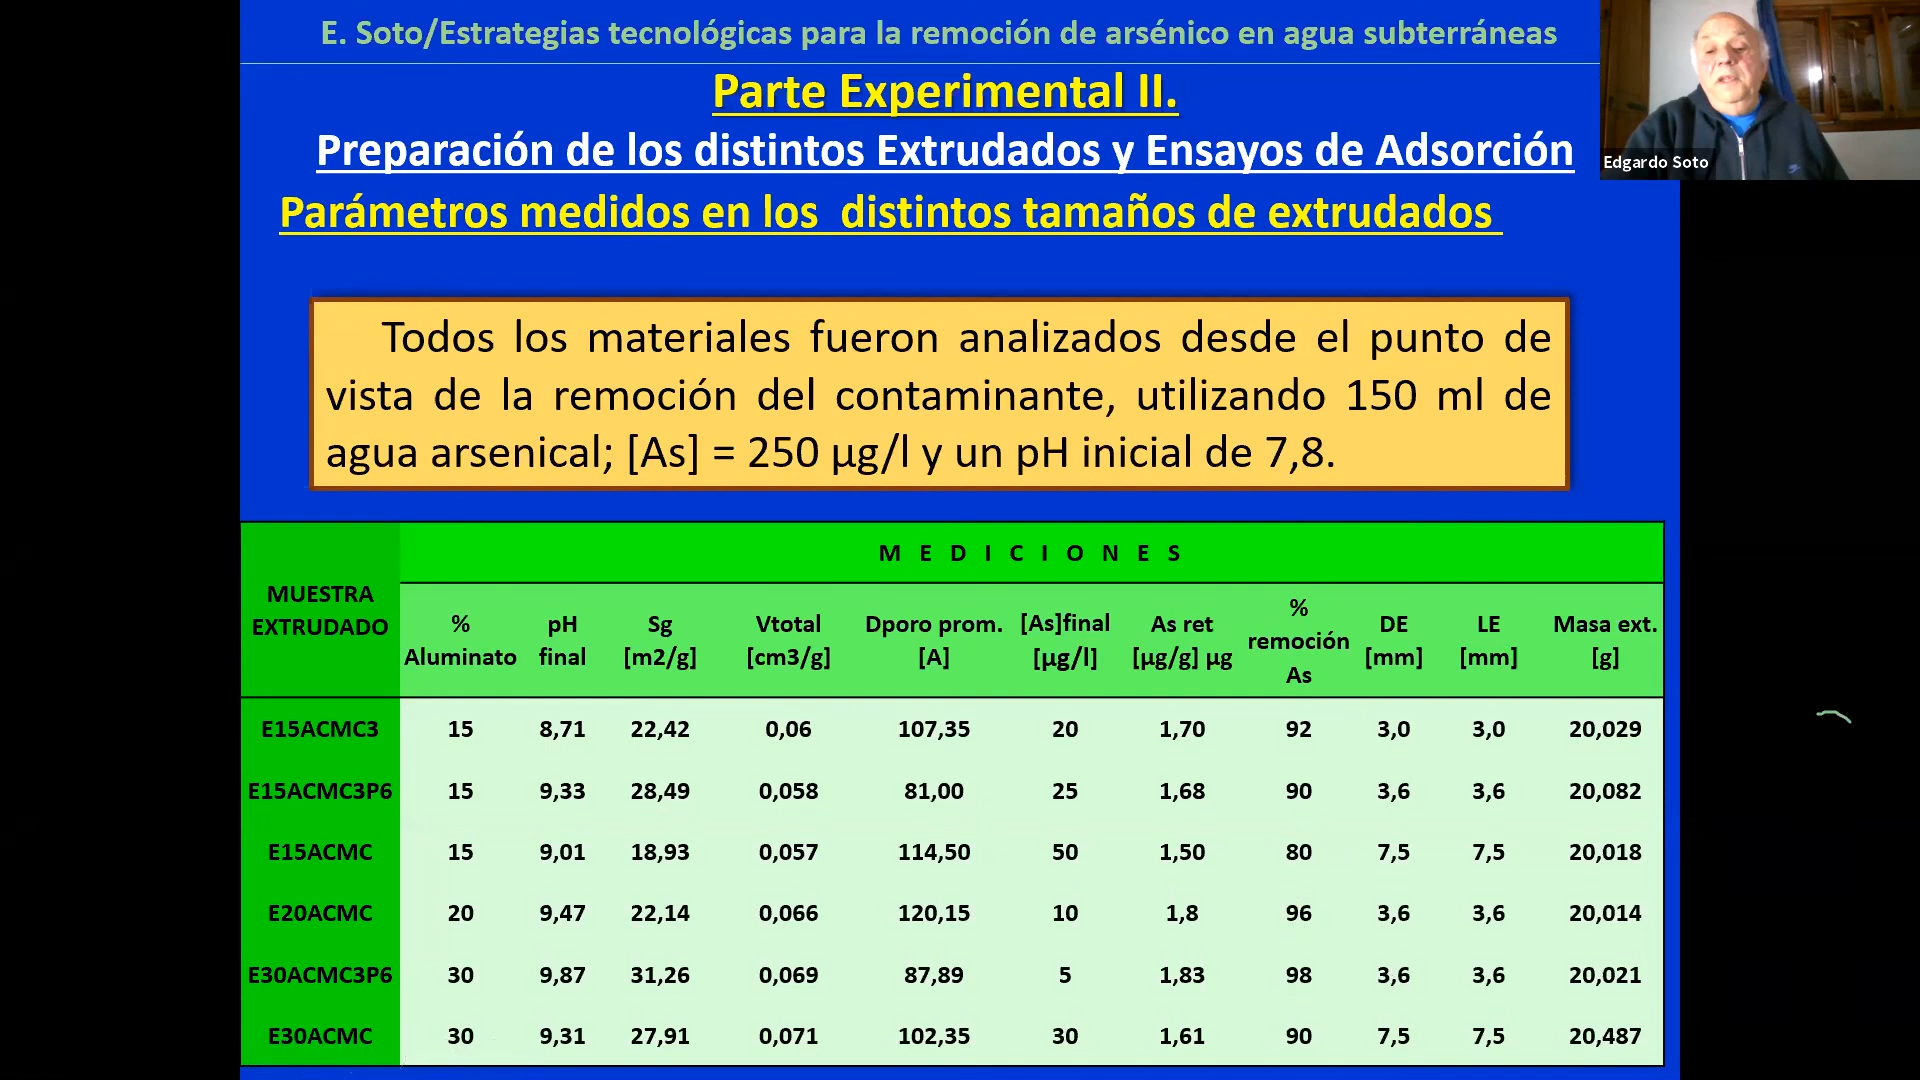 E. Soto/Estrategias tecnológicas para la remoción de arsénico en agua subterráneas
Parte Experimental II.
Preparación de los distintos Extrudados y Ensayos de Adsorción
Parámetros medidos en los distintos tamaños de extrudados
Edgardo Soto
Todos los materiales fueron analizados desde el punto de
vista de la remoción del contaminante, utilizando 150 ml de
agua arsenical; [As] = 250 µg/l y un pH inicial de 7,8.
MUESTRA EXTRUDADO
M E D I C I O N E S
% Aluminato pH final Sg [m2/g] Vtotal [cm3/g] Dporo prom. [A] [As]final [µg/l] As ret [µg/g] µg % remoción As DE [mm] LE [mm] Masa ext. [g]
E15ACMC3 15 8,71 22,42 0,06 107,35 20 1,70 92 3,0 3,0 20,029
E15ACMC3P6 15 9,33 28,49 0,058 81,00 25 1,68 90 3,6 3,6 20,082
E15ACMC 15 9,01 18,93 0,057 114,50 50 1,50 80 7,5 7,5 20,018
E20ACMC 20 9,47 22,14 0,066 120,15 10 1,8 96 3,6 3,6 20,014
E30ACMC3P6 30 9,87 31,26 0,069 87,89 5 1,83 98 3,6 3,6 20,021
E30ACMC 30 9,31 27,91 0,071 102,35 30 1,61 90 7,5 7,5 20,487